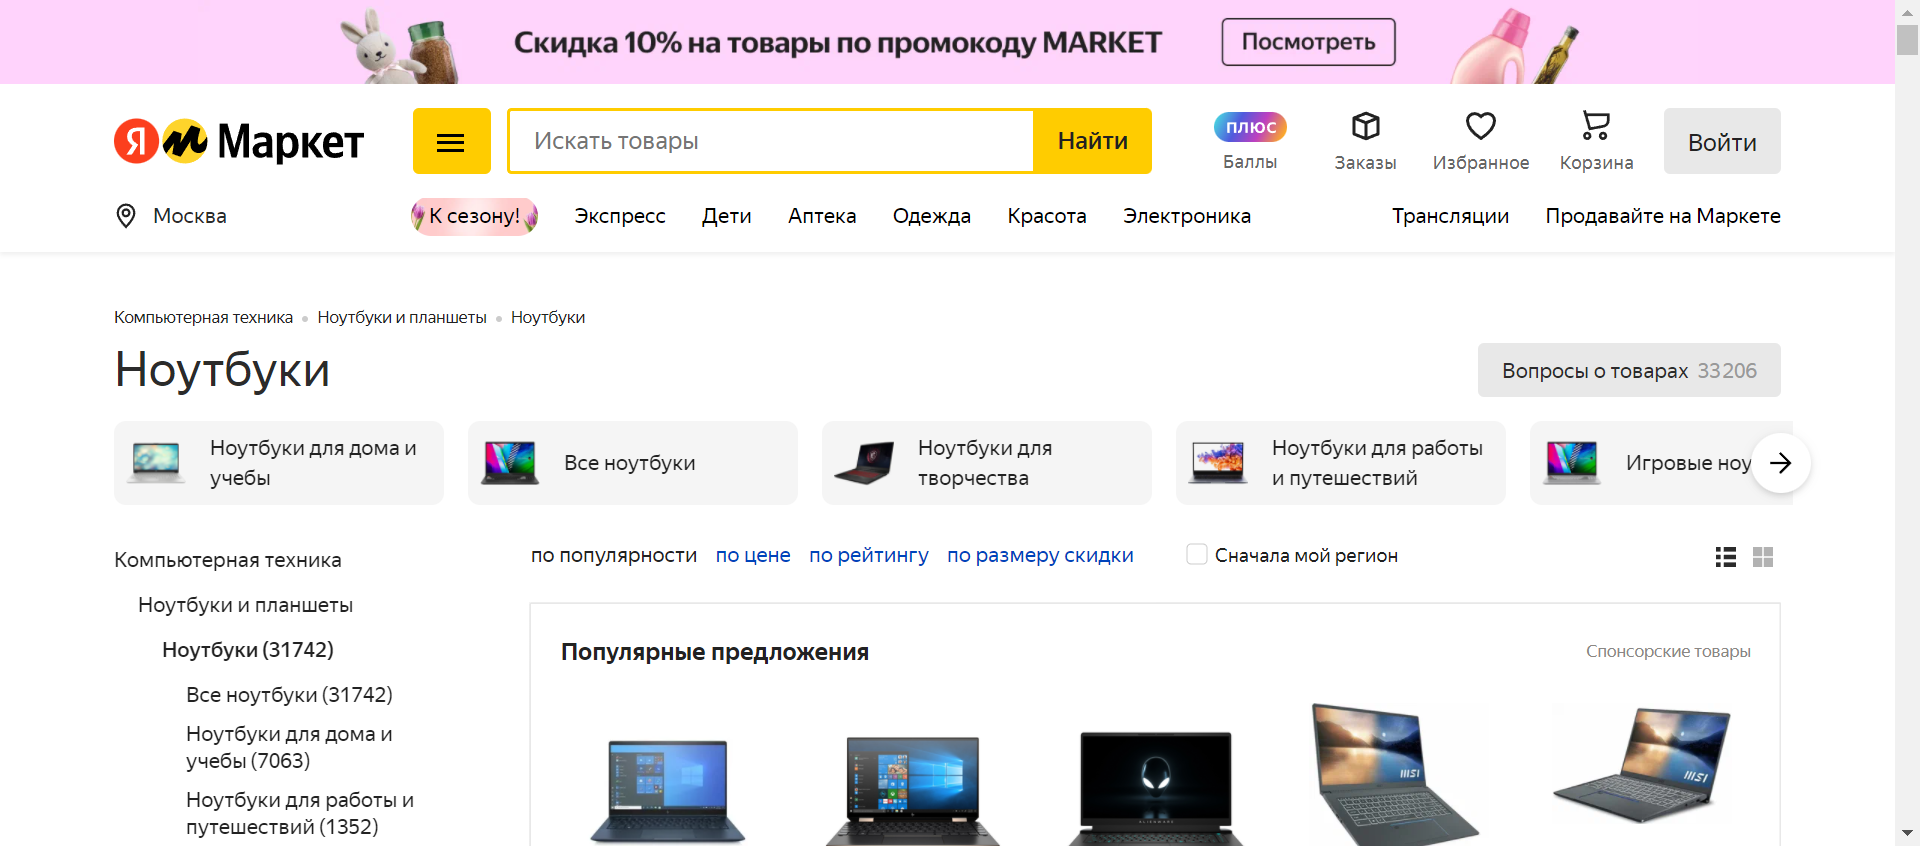 Скидка 10% на товары по промокоду MARKET
Посмотреть
Я М Маркет
Искать товары
Найти
плюс
Баллы
Заказы
Избранное
Корзина
Войти
Москва
К сезону!
Экспресс
Дети
Аптека
Одежда
Красота
Электроника
Трансляции
Продавайте на Маркете
Компьютерная техника • Ноутбуки и планшеты • Ноутбуки
Ноутбуки
Вопросы о товарах 33206
Ноутбуки для дома и
учебы
Все ноутбуки
Ноутбуки для
творчества
Ноутбуки для работы
и путешествий
Игровые ноу
Компьютерная техника
Ноутбуки и планшеты
Ноутбуки (31742)
Все ноутбуки (31742)
Ноутбуки для дома и
учебы (7063)
Ноутбуки для работы и
путешествий (1352)
по популярности
по цене
по рейтингу
по размеру скидки
Сначала мой регион
Популярные предложения
Спонсорские товары
ALIENWARE
msi
msi